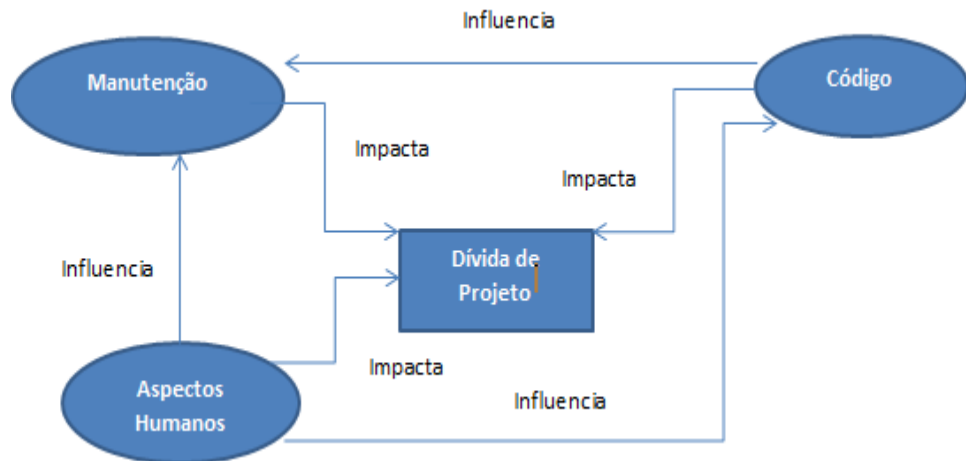 Influencia
Manutenção
Código
Impacta
Impacta
Dívida de
Projeto
Influencia
Impacta
Aspectos
Humanos
Influencia